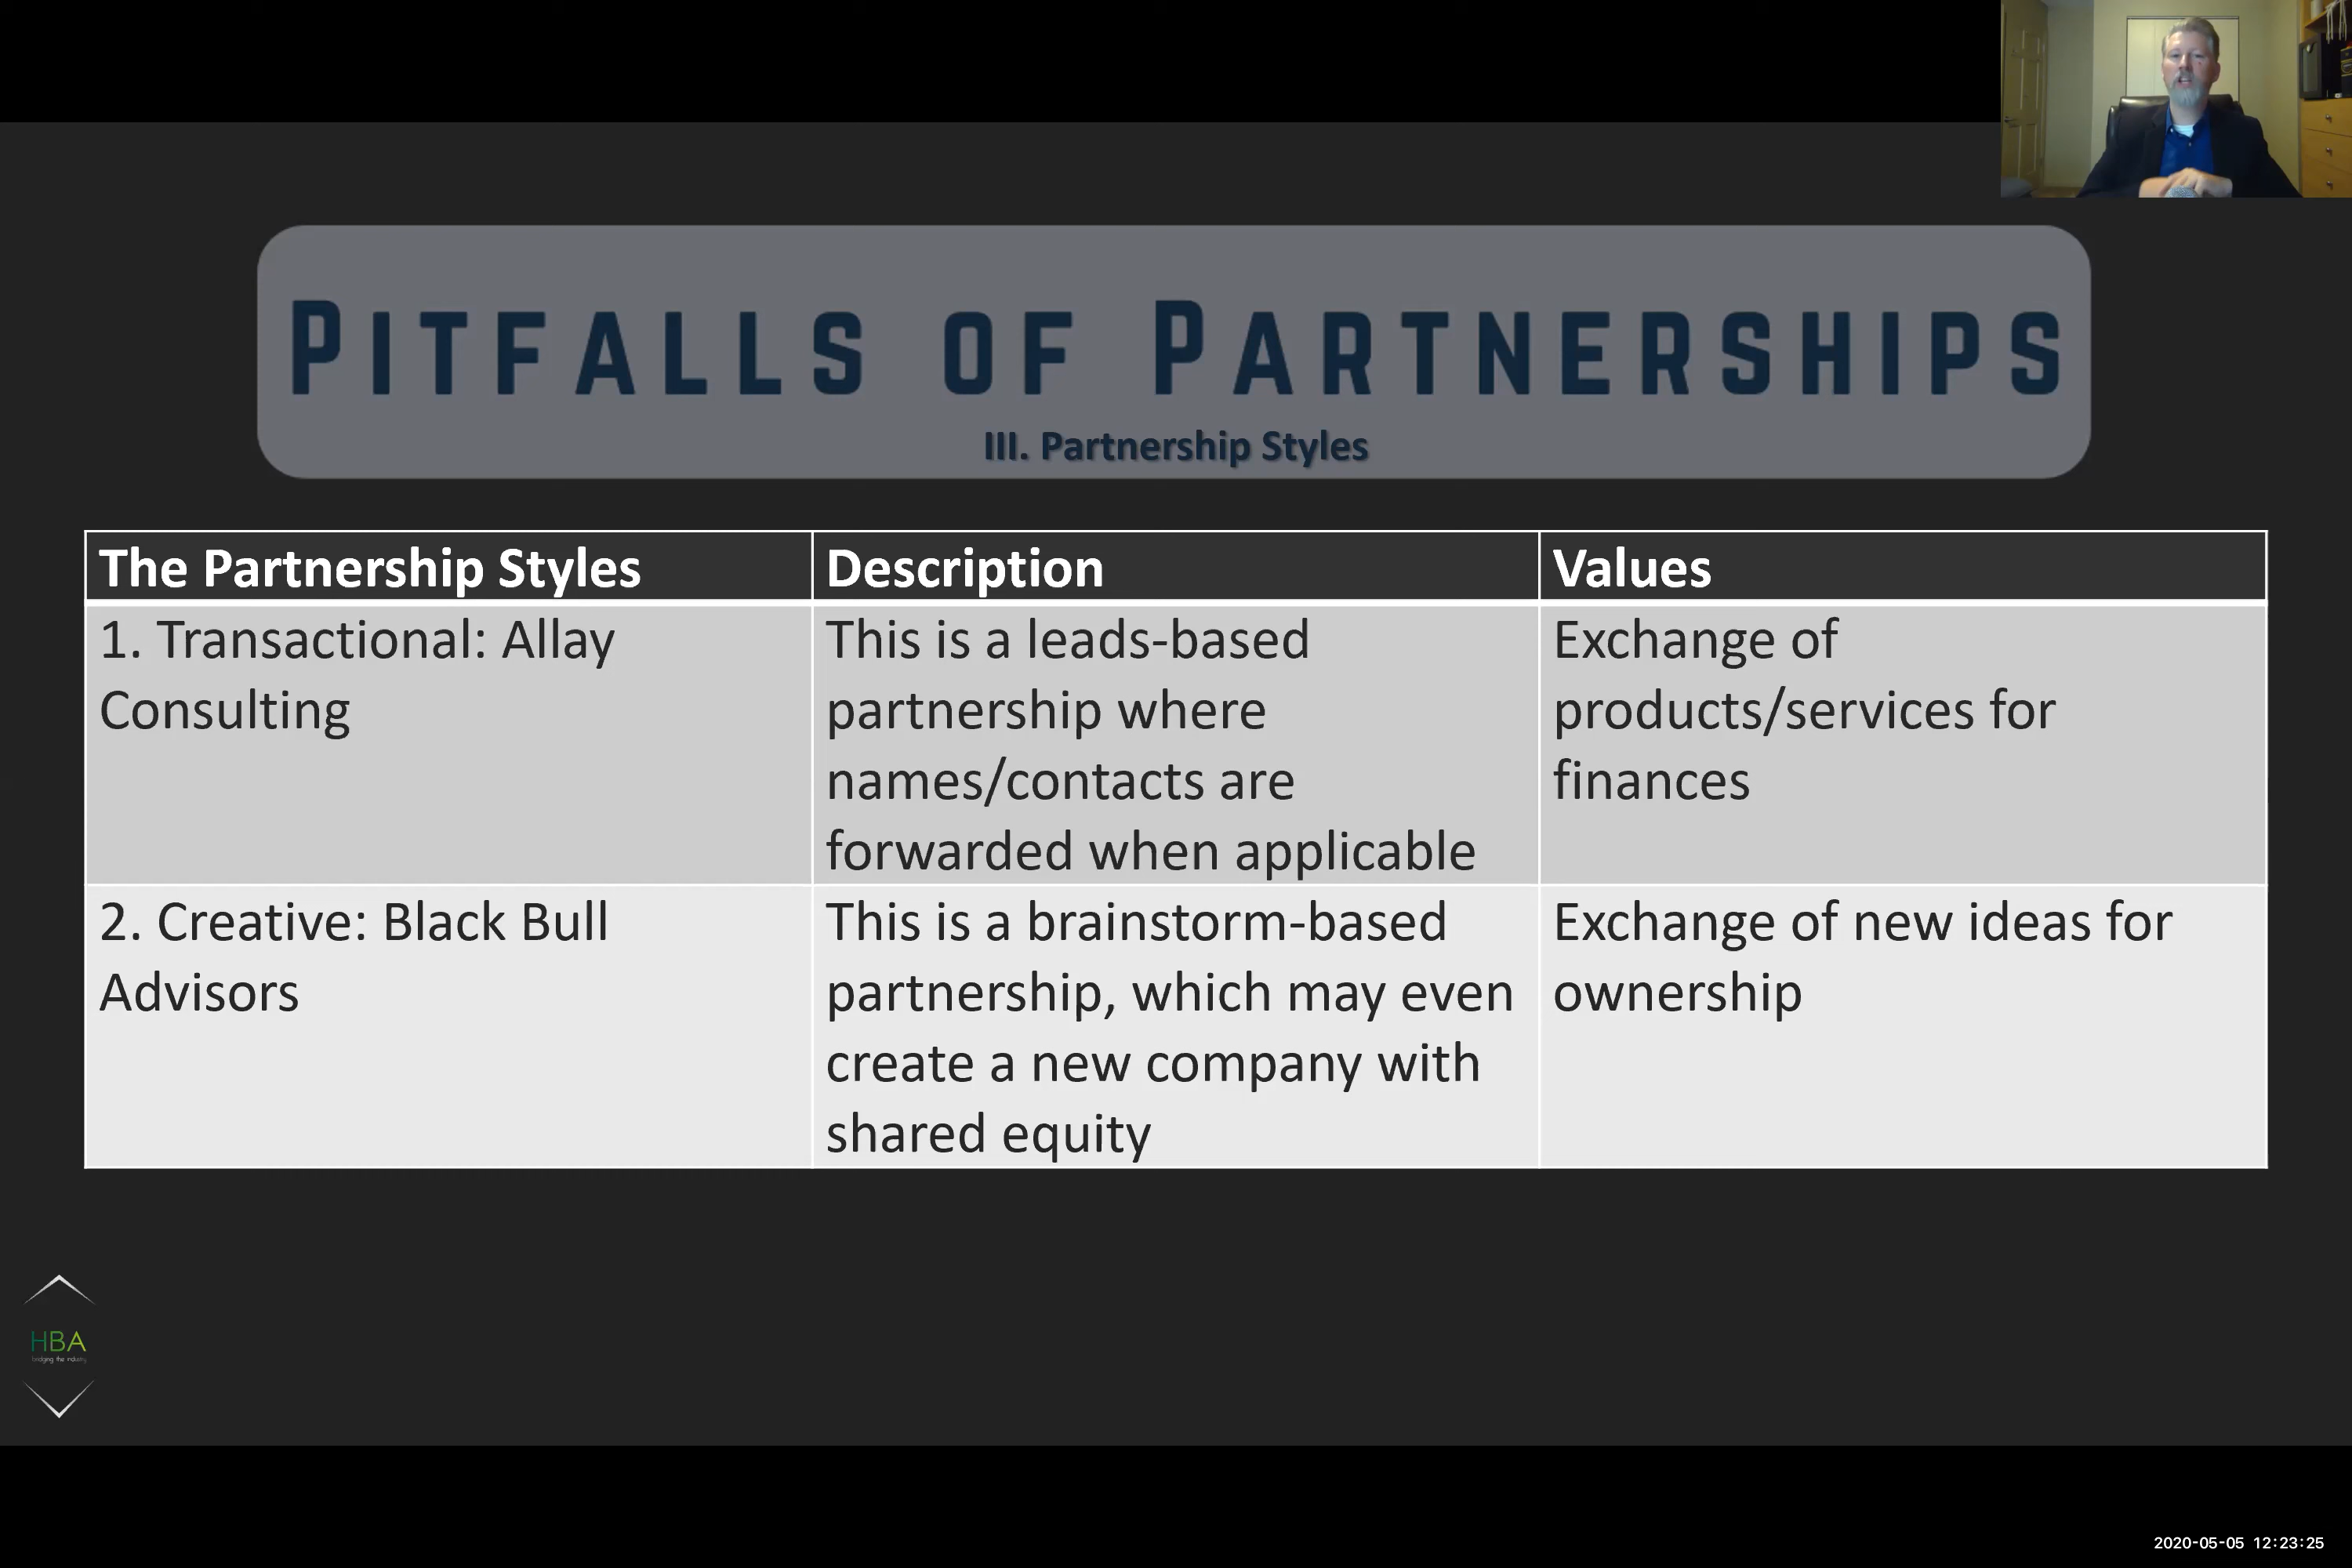 PITFALLS OF PARTNERSHIPS
III. Partnership Styles
The Partnership Styles
Description
Values
1. Transactional: Allay
Consulting
This is a leads-based
partnership where
names/contacts are
forwarded when applicable
Exchange of
products/services for
finances
2. Creative: Black Bull
Advisors
This is a brainstorm-based
partnership, which may even
create a new company with
shared equity
Exchange of new ideas for
ownership
HBA
bridging the industry
2020-05-05 12:23:25